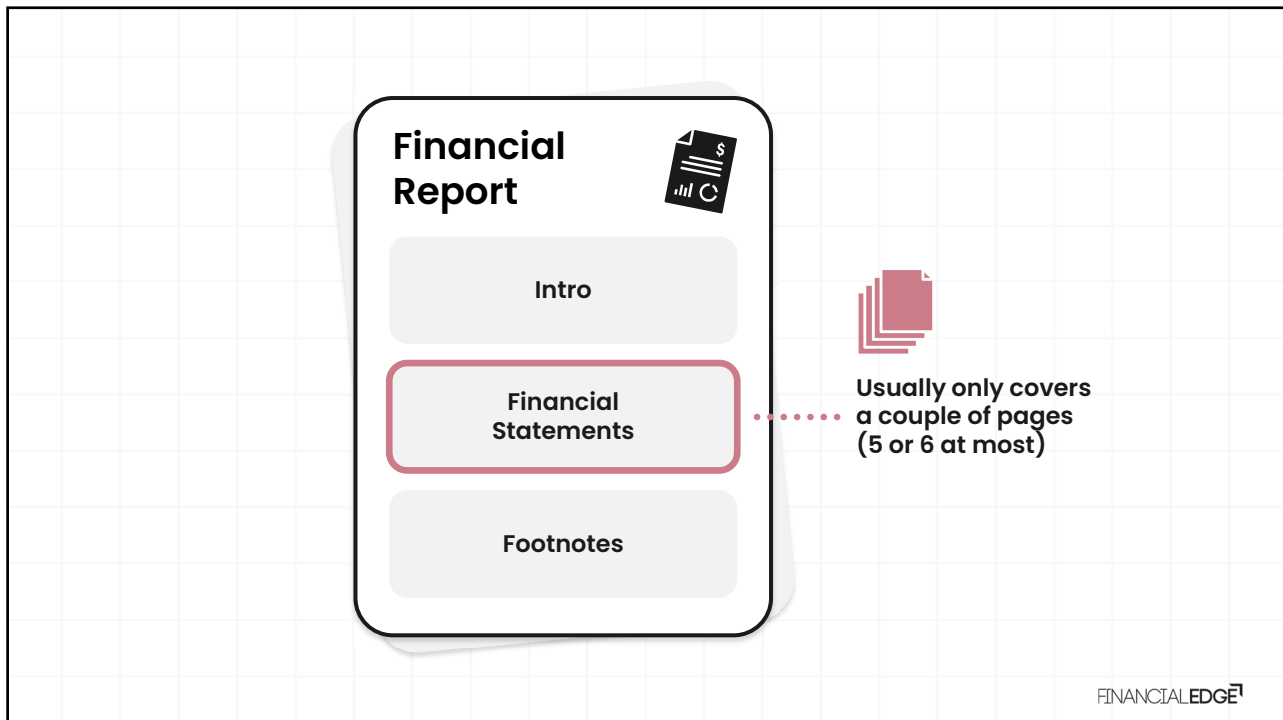 Financial
Report
$
Intro
Financial
Statements
Usually only covers
a couple of pages
(5 or 6 at most)
Footnotes
FINANCIALEDGE